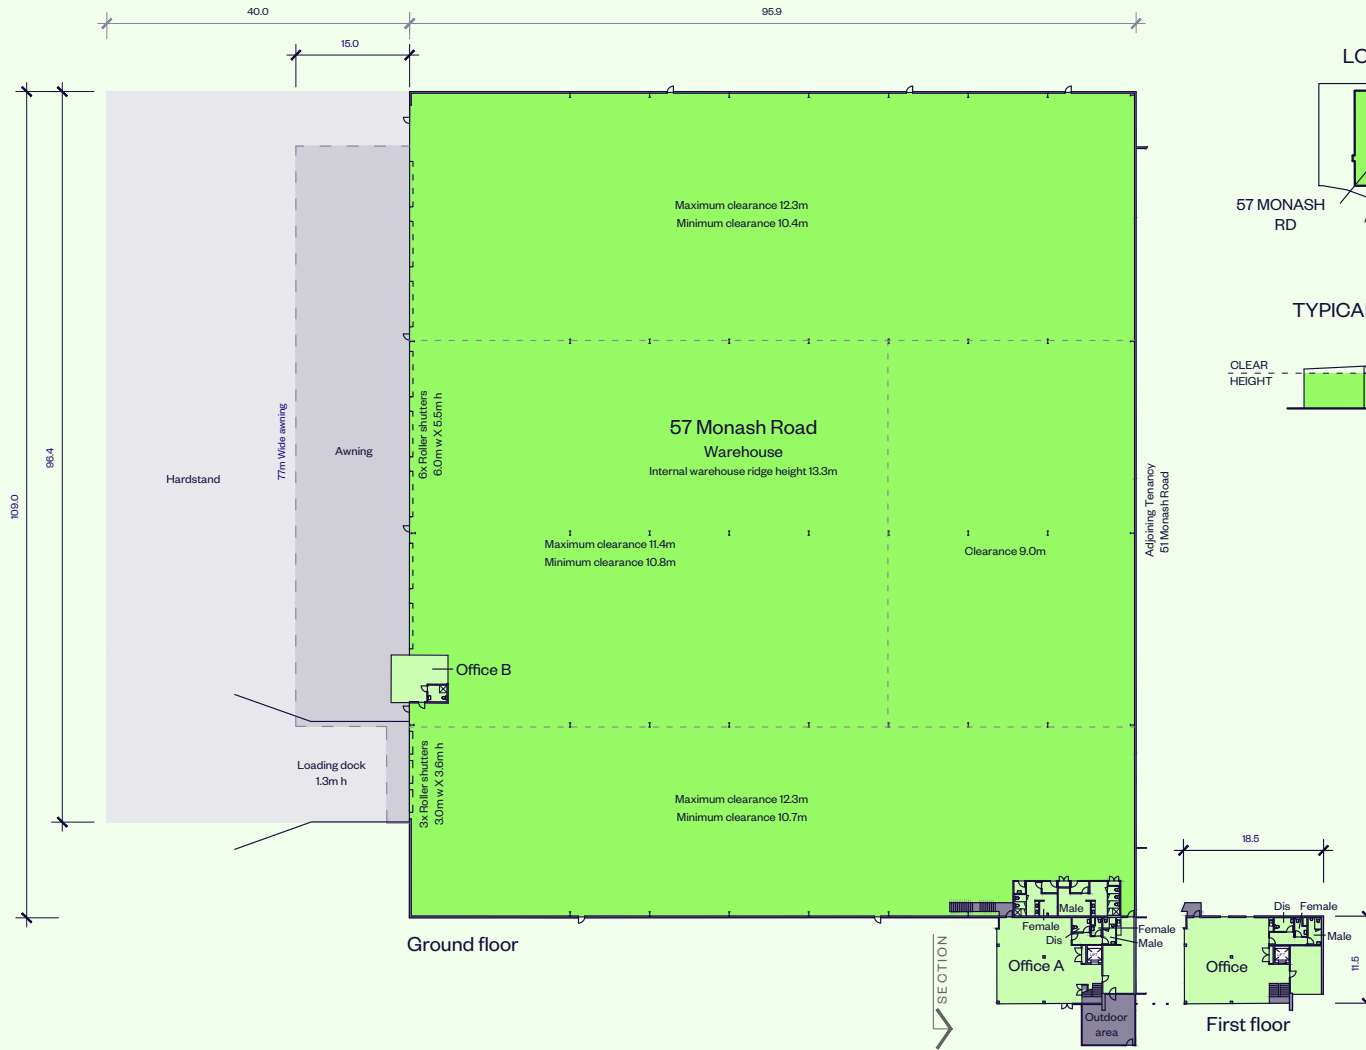 40.0
95.9
15.0
57 MONASH
RD
Maximum clearance 12.3m
Minimum clearance 10.4m
CLEAR
HEIGHT
6x Roller shutters
6.0m w X 5.5m h
57 Monash Road
Warehouse
Internal warehouse ridge height 13.3m
77m Wide awning
Awning
Hardstand
96.4
109.0
Adjoining Tenancy
51 Monash Road
Maximum clearance 11.4m
Minimum clearance 10.8m
Clearance 9.0m
Office B
Loading dock
1.3m h
3x Roller shutters
3.0m w X 3.6m h
Maximum clearance 12.3m
Minimum clearance 10.7m
18.5
Male
Female
Dis
Female
Male
Dis
Female
Male
Ground floor
SECTION
Office A
Office
11.5
Outdoor
area
First floor